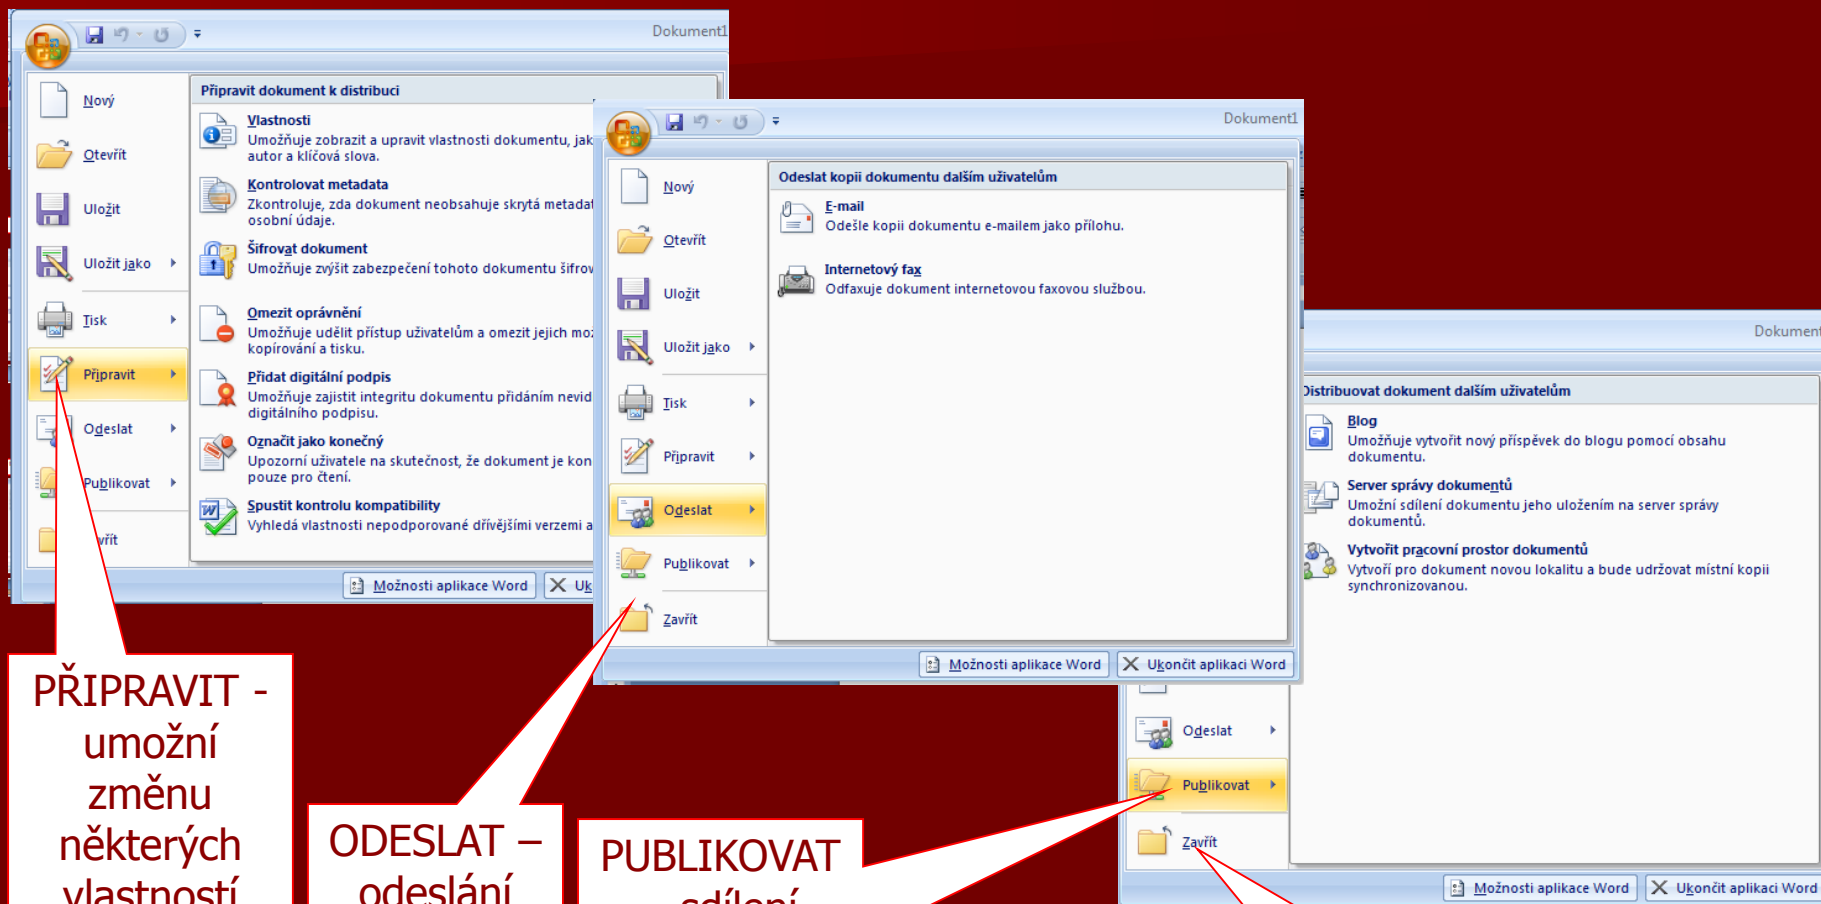 Dokument1
Nový
Otevřít
Uložit
Uložit jako
Tisk
Připravit
Odeslat
Publikovat
Připravit dokument k distribuci
Vlastnosti
Umožňuje zobrazit a upravit vlastnosti dokumentu, jak
autor a klíčová slova.
Kontrolovat metadata
Zkontroluje, zda dokument neobsahuje skrytá metadat
osobní údaje.
Šifrovat dokument
Umožňuje zvýšit zabezpečení tohoto dokumentu šifrov
Omezit oprávnění
Umožňuje udělit přístup uživatelům a omezit jejich mož
kopírování a tisku.
Přidat digitální podpis
Umožňuje zajistit integritu dokumentu přidáním nevid
digitálního podpisu.
Označit jako konečný
Upozorní uživatele na skutečnost, že dokument je kon
pouze pro čtení.
Spustit kontrolu kompatibility
Vyhledá vlastnosti nepodporované dřívějšími verzemi a
Možnosti aplikace Word
Uk
Dokument1
Nový
Otevřít
Uložit
Uložit jako
Tisk
Připravit
Odeslat
Publikovat
Zavřít
Odeslat kopii dokumentu dalším uživatelům
E-mail
Odešle kopii dokumentu e-mailem jako přílohu.
Internetový fax
Odfaxuje dokument internetovou faxovou službou.
Možnosti aplikace Word
Ukončit aplikaci Word
Dokument
Distribuovat dokument dalším uživatelům
Blog
Umožňuje vytvořit nový příspěvek do blogu pomocí obsahu
dokumentu.
Server správy dokumentů
Umožní sdílení dokumentu jeho uložením na server správy
dokumentů.
Vytvořit pracovní prostor dokumentů
Vytvoří pro dokument novou lokalitu a bude udržovat místní kopii
synchronizovanou.
Odeslat
Publikovat
Zavřít
Možnosti aplikace Word
Ukončit aplikaci Word
PŘIPRAVIT -
umožní
změnu
některých
vlastností
ODESLAT –
odeslání
PUBLIKOVAT
sdílení